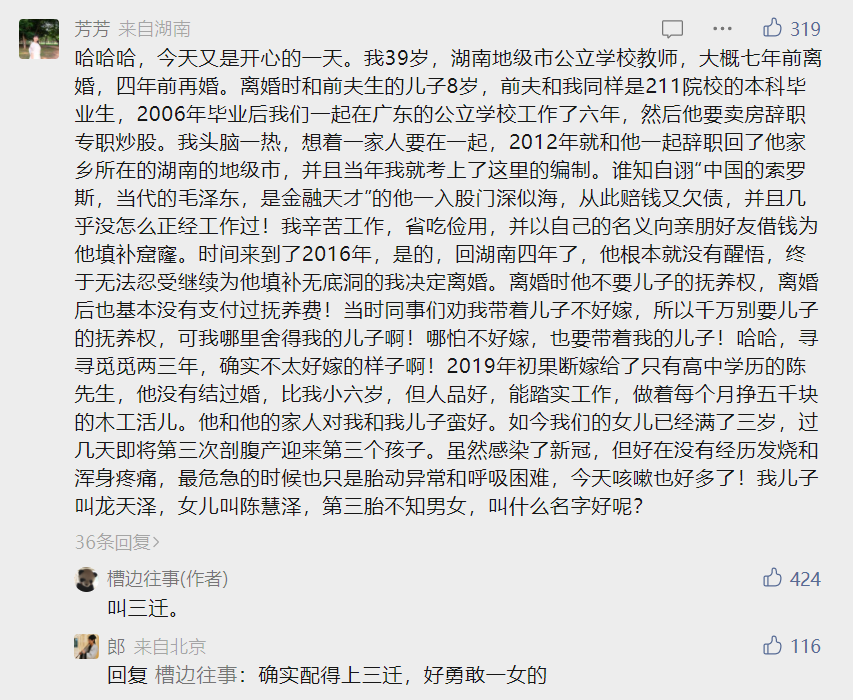 芳芳 来自湖南 319
哈哈哈，今天又是开心的一天。我39岁，湖南地级市公立学校教师，大概七年前离
婚，四年前再婚。离婚时和前夫生的儿子8岁，前夫和我同样是211院校的本科毕
业生，2006年毕业后我们一起在广东的公立学校工作了六年，然后他要卖房辞职
专职炒股。我头脑一热，想着一家人要在一起，2012年就和他一起辞职回了他家
乡所在的湖南的地级市，并且当年我就考上了这里的编制。谁知自诩"中国的索罗
斯，当代的毛泽东，是金融天才"的他一入股门深似海，从此赔钱又欠债，并且几
乎没怎么正经工作过！我辛苦工作，省吃俭用，并以自己的名义向亲朋好友借钱为
他填补窟窿。时间来到了2016年，是的，回湖南四年了，他根本就没有醒悟，终
于无法忍受继续为他填补无底洞的我决定离婚。离婚时他不要儿子的抚养权，离婚
后也基本没有支付过抚养费！当时同事们劝我带着儿子不好嫁，所以千万别要儿子
的抚养权，可我哪里舍得我的儿子啊！哪怕不好嫁，也要带着我的儿子！哈哈，寻
寻觅觅两三年，确实不太好嫁的样子啊！2019年初果断嫁给了只有高中学历的陈
先生，他没有结过婚，比我小六岁，但人品好，能踏实工作，做着每个月挣五千块
的木工活儿。他和他的家人对我和我儿子蛮好。如今我们的女儿已经满了三岁，过
几天即将第三次剖腹产迎来第三个孩子。虽然感染了新冠，但好在没有经历发烧和
浑身疼痛，最危急的时候也只是胎动异常和呼吸困难，今天咳嗽也好多了！我儿子
叫龙天泽，女儿叫陈慧泽，第三胎不知男女，叫什么名字好呢？
36条回复>
槽边往事(作者) 424
叫三迁。
郎 来自北京 116
回复 槽边往事：确实配得上三迁，好勇敢一女的